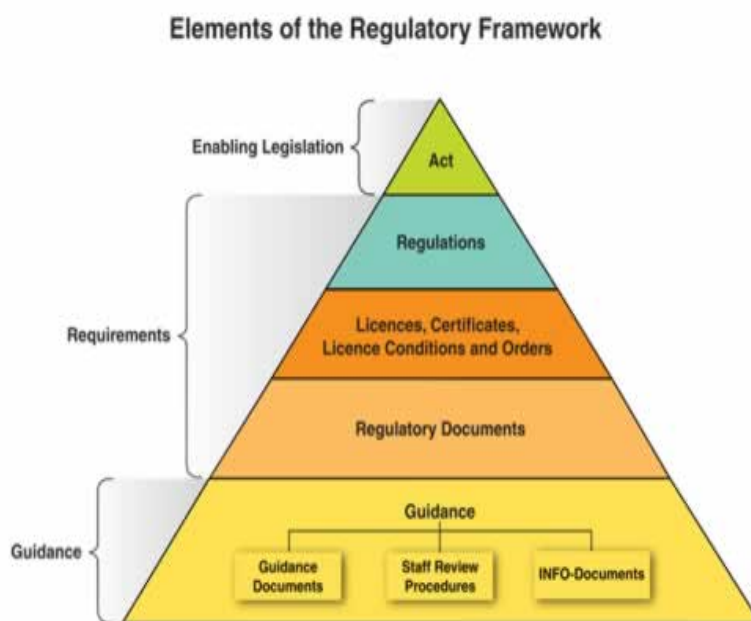 Elements of the Regulatory Framework
Enabling Legislation
Act
Regulations
Requirements
Licences, Certificates,
Licence Conditions and Orders
Regulatory Documents
Guidance
Guidance
Guidance
Documents
Staff Review
Procedures
INFO-Documents